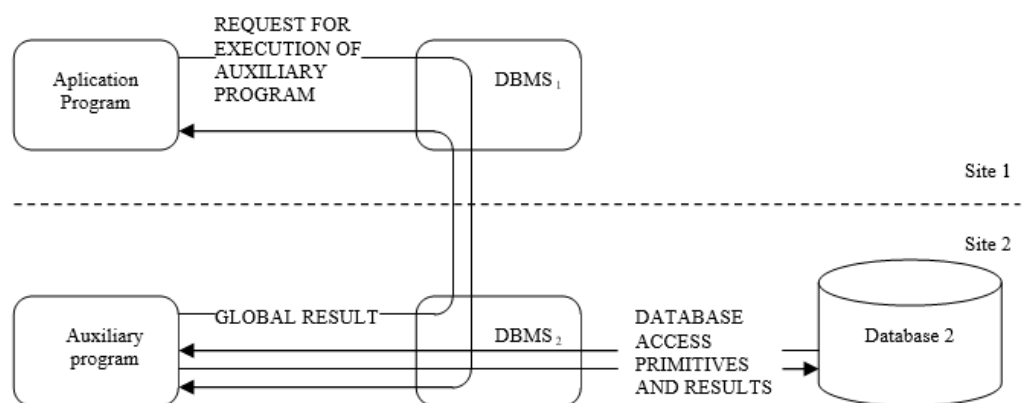 REQUEST FOR
EXECUTION OF
AUXILIARY
PROGRAM
Aplication
Program
DBMS 1
Site 1
Site 2
Auxiliary
program
GLOBAL RESULT
DBMS 2
DATABASE
ACCESS
PRIMITIVES
AND RESULTS
Database 2